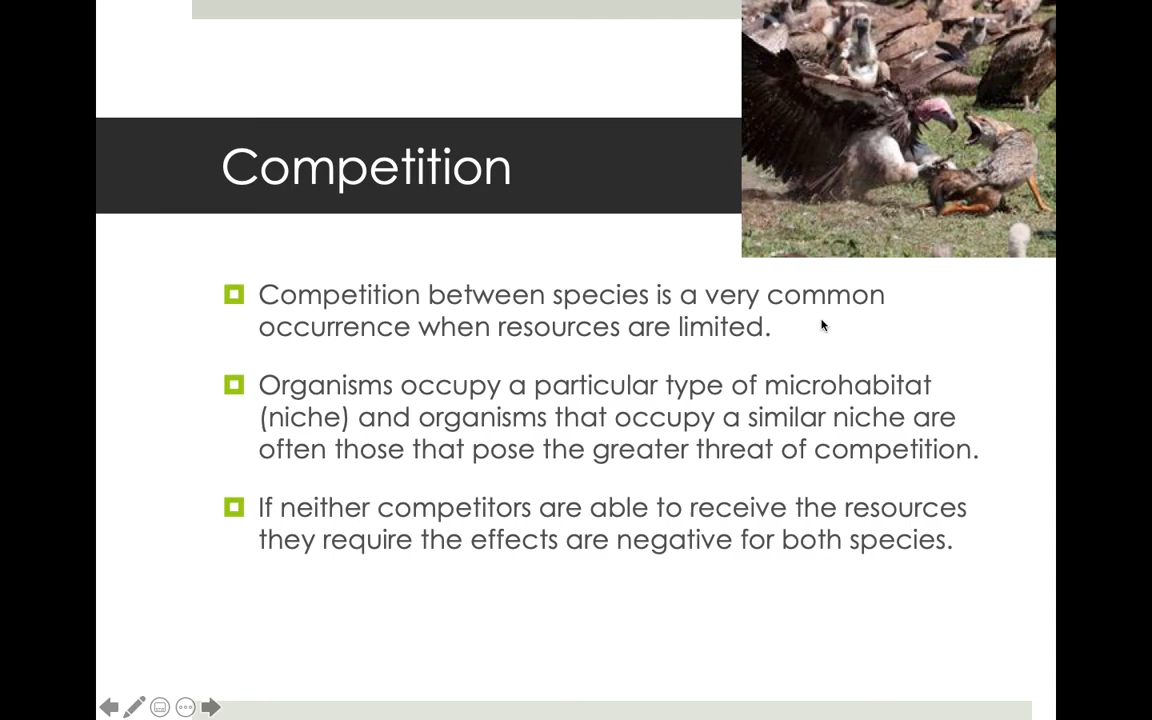 Competition
Competition between species is a very common
occurrence when resources are limited.
Organisms occupy a particular type of microhabitat
(niche) and organisms that occupy a similar niche are
often those that pose the greater threat of competition.
If neither competitors are able to receive the resources
they require the effects are negative for both species.